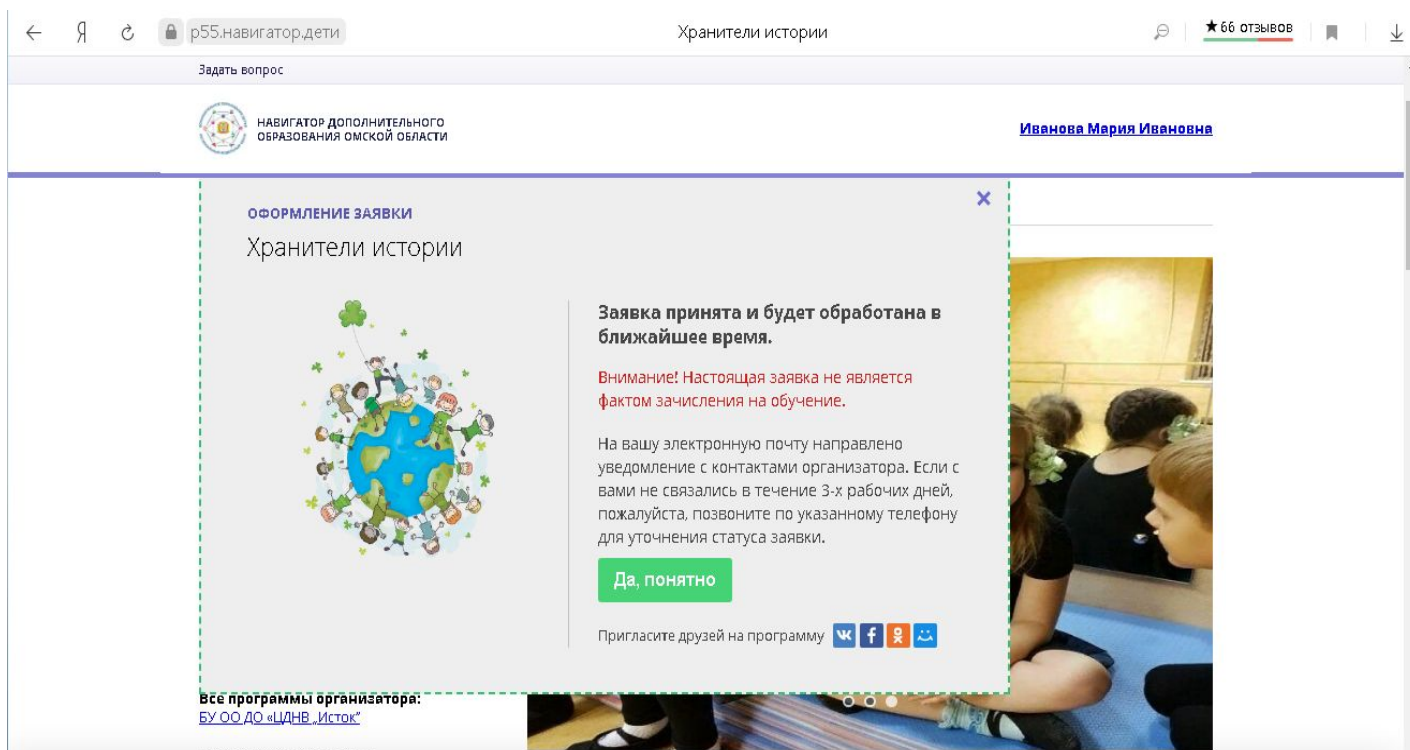 Я
р55.навигатор.дети
Хранители истории
★66 отзывов
Задать вопрос
НАВИГАТОР ДОПОЛНИТЕЛЬНОГО
ОБРАЗОВАНИЯ ОМСКОЙ ОБЛАСТИ
Иванова Мария Ивановна
ОФОРМЛЕНИЕ ЗАЯВКИ
Хранители истории
Заявка принята и будет обработана в
ближайшее время.
Внимание! Настоящая заявка не является
фактом зачисления на обучение.
На вашу электронную почту направлено
уведомление с контактами организатора. Если с
вами не связались в течение 3-х рабочих дней,
пожалуйста, позвоните по указанному телефону
для уточнения статуса заявки.
Да, понятно
Пригласите друзей на программу
Все программы организатора:
БУ ОО ДО «ЦДНВ „Исток"